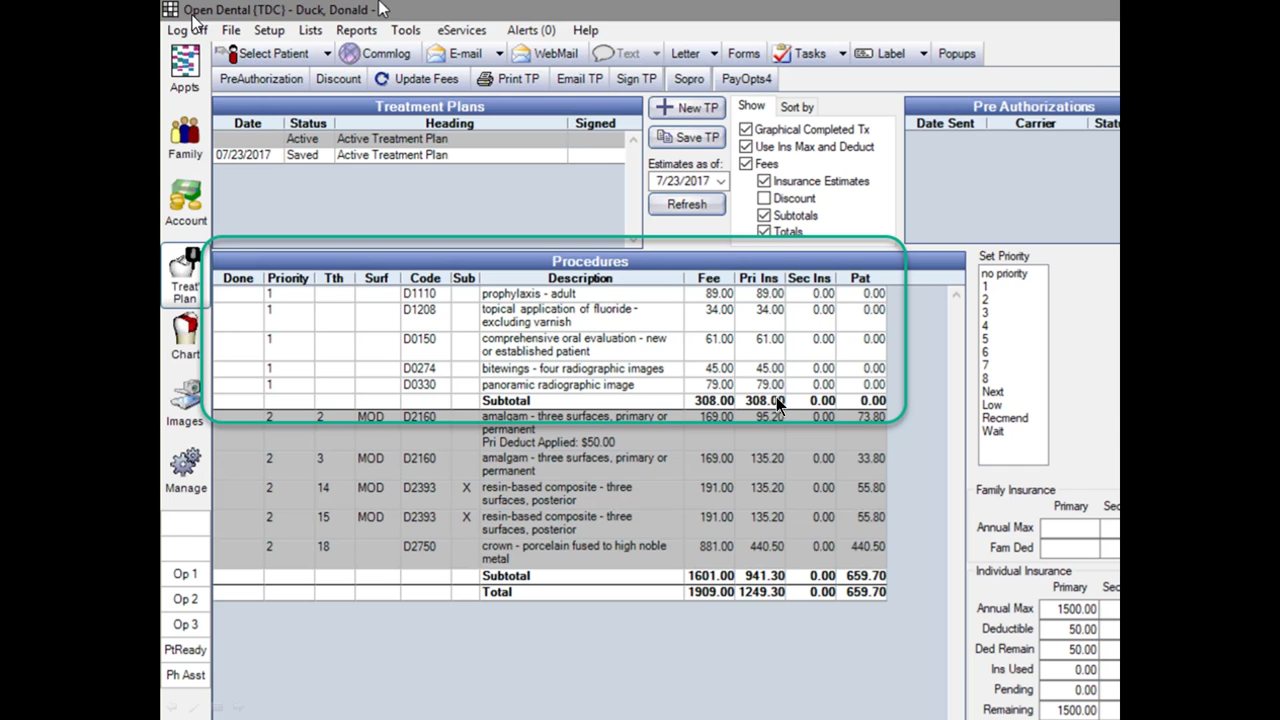 Open Dental {TDC} - Duck, Donald -
Log Off File Setup Lists Reports Tools eServices Alerts (0) Help
Select Patient Commlog E-mail WebMail Text Letter Forms Tasks Label Popups
PreAuthorization Discount Update Fees Print TP Email TP Sign TP Sopro PayOpts4
Appts
Family
Account
Treat' Plan
Chart
Images
Manage
Op 1
Op 2
Op 3
PtReady
Ph Asst
Treatment Plans
Date Status Heading Signed
Active Active Treatment Plan
07/23/2017 Saved Active Treatment Plan
New TP
Save TP
Estimates as of:
7/23/2017
Refresh
Show Sort by
Graphical Completed Tx
Use Ins Max and Deduct
Fees
Insurance Estimates
Discount
Subtotals
Totals
Pre Authorizations
Date Sent Carrier Stat
Procedures
Done Priority Tth Surf Code Sub Description Fee Pri Ins Sec Ins Pat
1 D1110 prophylaxis - adult 89.00 89.00 0.00 0.00
1 D1208 topical application of fluoride - 34.00 34.00 0.00 0.00
excluding varnish
1 D0150 comprehensive oral evaluation - new 61.00 61.00 0.00 0.00
or established patient
1 D0274 bitewings - four radiographic images 45.00 45.00 0.00 0.00
1 D0330 panoramic radiographic image 79.00 79.00 0.00 0.00
Subtotal 308.00 308.00 0.00 0.00
2 2 MOD D2160 amalgam - three surfaces, primary or 169.00 95.20 0.00 73.80
permanent
Pri Deduct Applied: $50.00
2 3 MOD D2160 amalgam - three surfaces, primary or 169.00 135.20 0.00 33.80
permanent
2 14 MOD D2393 X resin-based composite - three 191.00 135.20 0.00 55.80
surfaces, posterior
2 15 MOD D2393 X resin-based composite - three 191.00 135.20 0.00 55.80
surfaces, posterior
2 18 D2750 crown - porcelain fused to high noble 881.00 440.50 0.00 440.50
metal
Subtotal 1601.00 941.30 0.00 659.70
Total 1909.00 1249.30 0.00 659.70
Set Priority
no priority
1
2
3
4
5
6
7
8
Next
Low
Recmend
Wait
Family Insurance
Primary Sec
Annual Max
Fam Ded
Individual Insurance
Primary Sec
Annual Max 1500.00
Deductible 50.00
Ded Remain 50.00
Ins Used 0.00
Pending 0.00
Remaining 1500.00